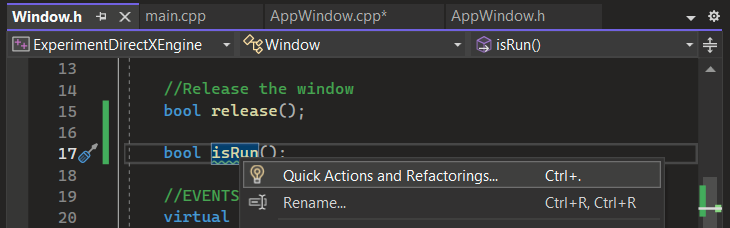 Window.h main.cpp AppWindow.cpp* AppWindow.h
ExperimentDirectXEngine Window isRun()
13
14 //Release the window
15 bool release();
16
17 bool isRun();
18 Quick Actions and Refactorings... Ctrl+.
19 //EVENTS Rename... Ctrl+R, Ctrl+R
20 virtual